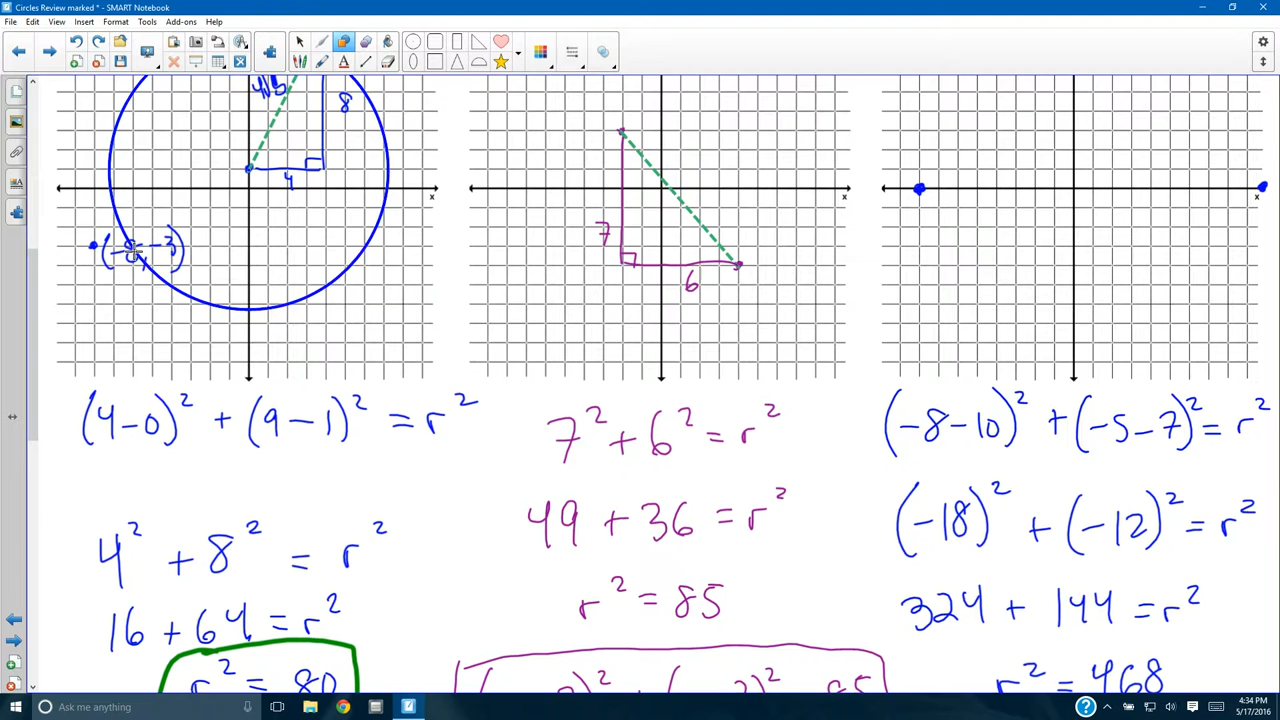 Circles Review marked * - SMART Notebook
File Edit View Insert Format Tools Add-ons Help
8
4
x
(-8, -3)
7
6
x
x
(4-0)² + (9-1)² = r²
4² + 8² = r²
16 + 64 = r²
r² = 80
7² + 6² = r²
49 + 36 = r²
r² = 85
(-8-10)² + (-5-7)² = r²
(-18)² + (-12)² = r²
324 + 144 = r²
r² = 468
Ask me anything
4:34 PM
5/17/2016